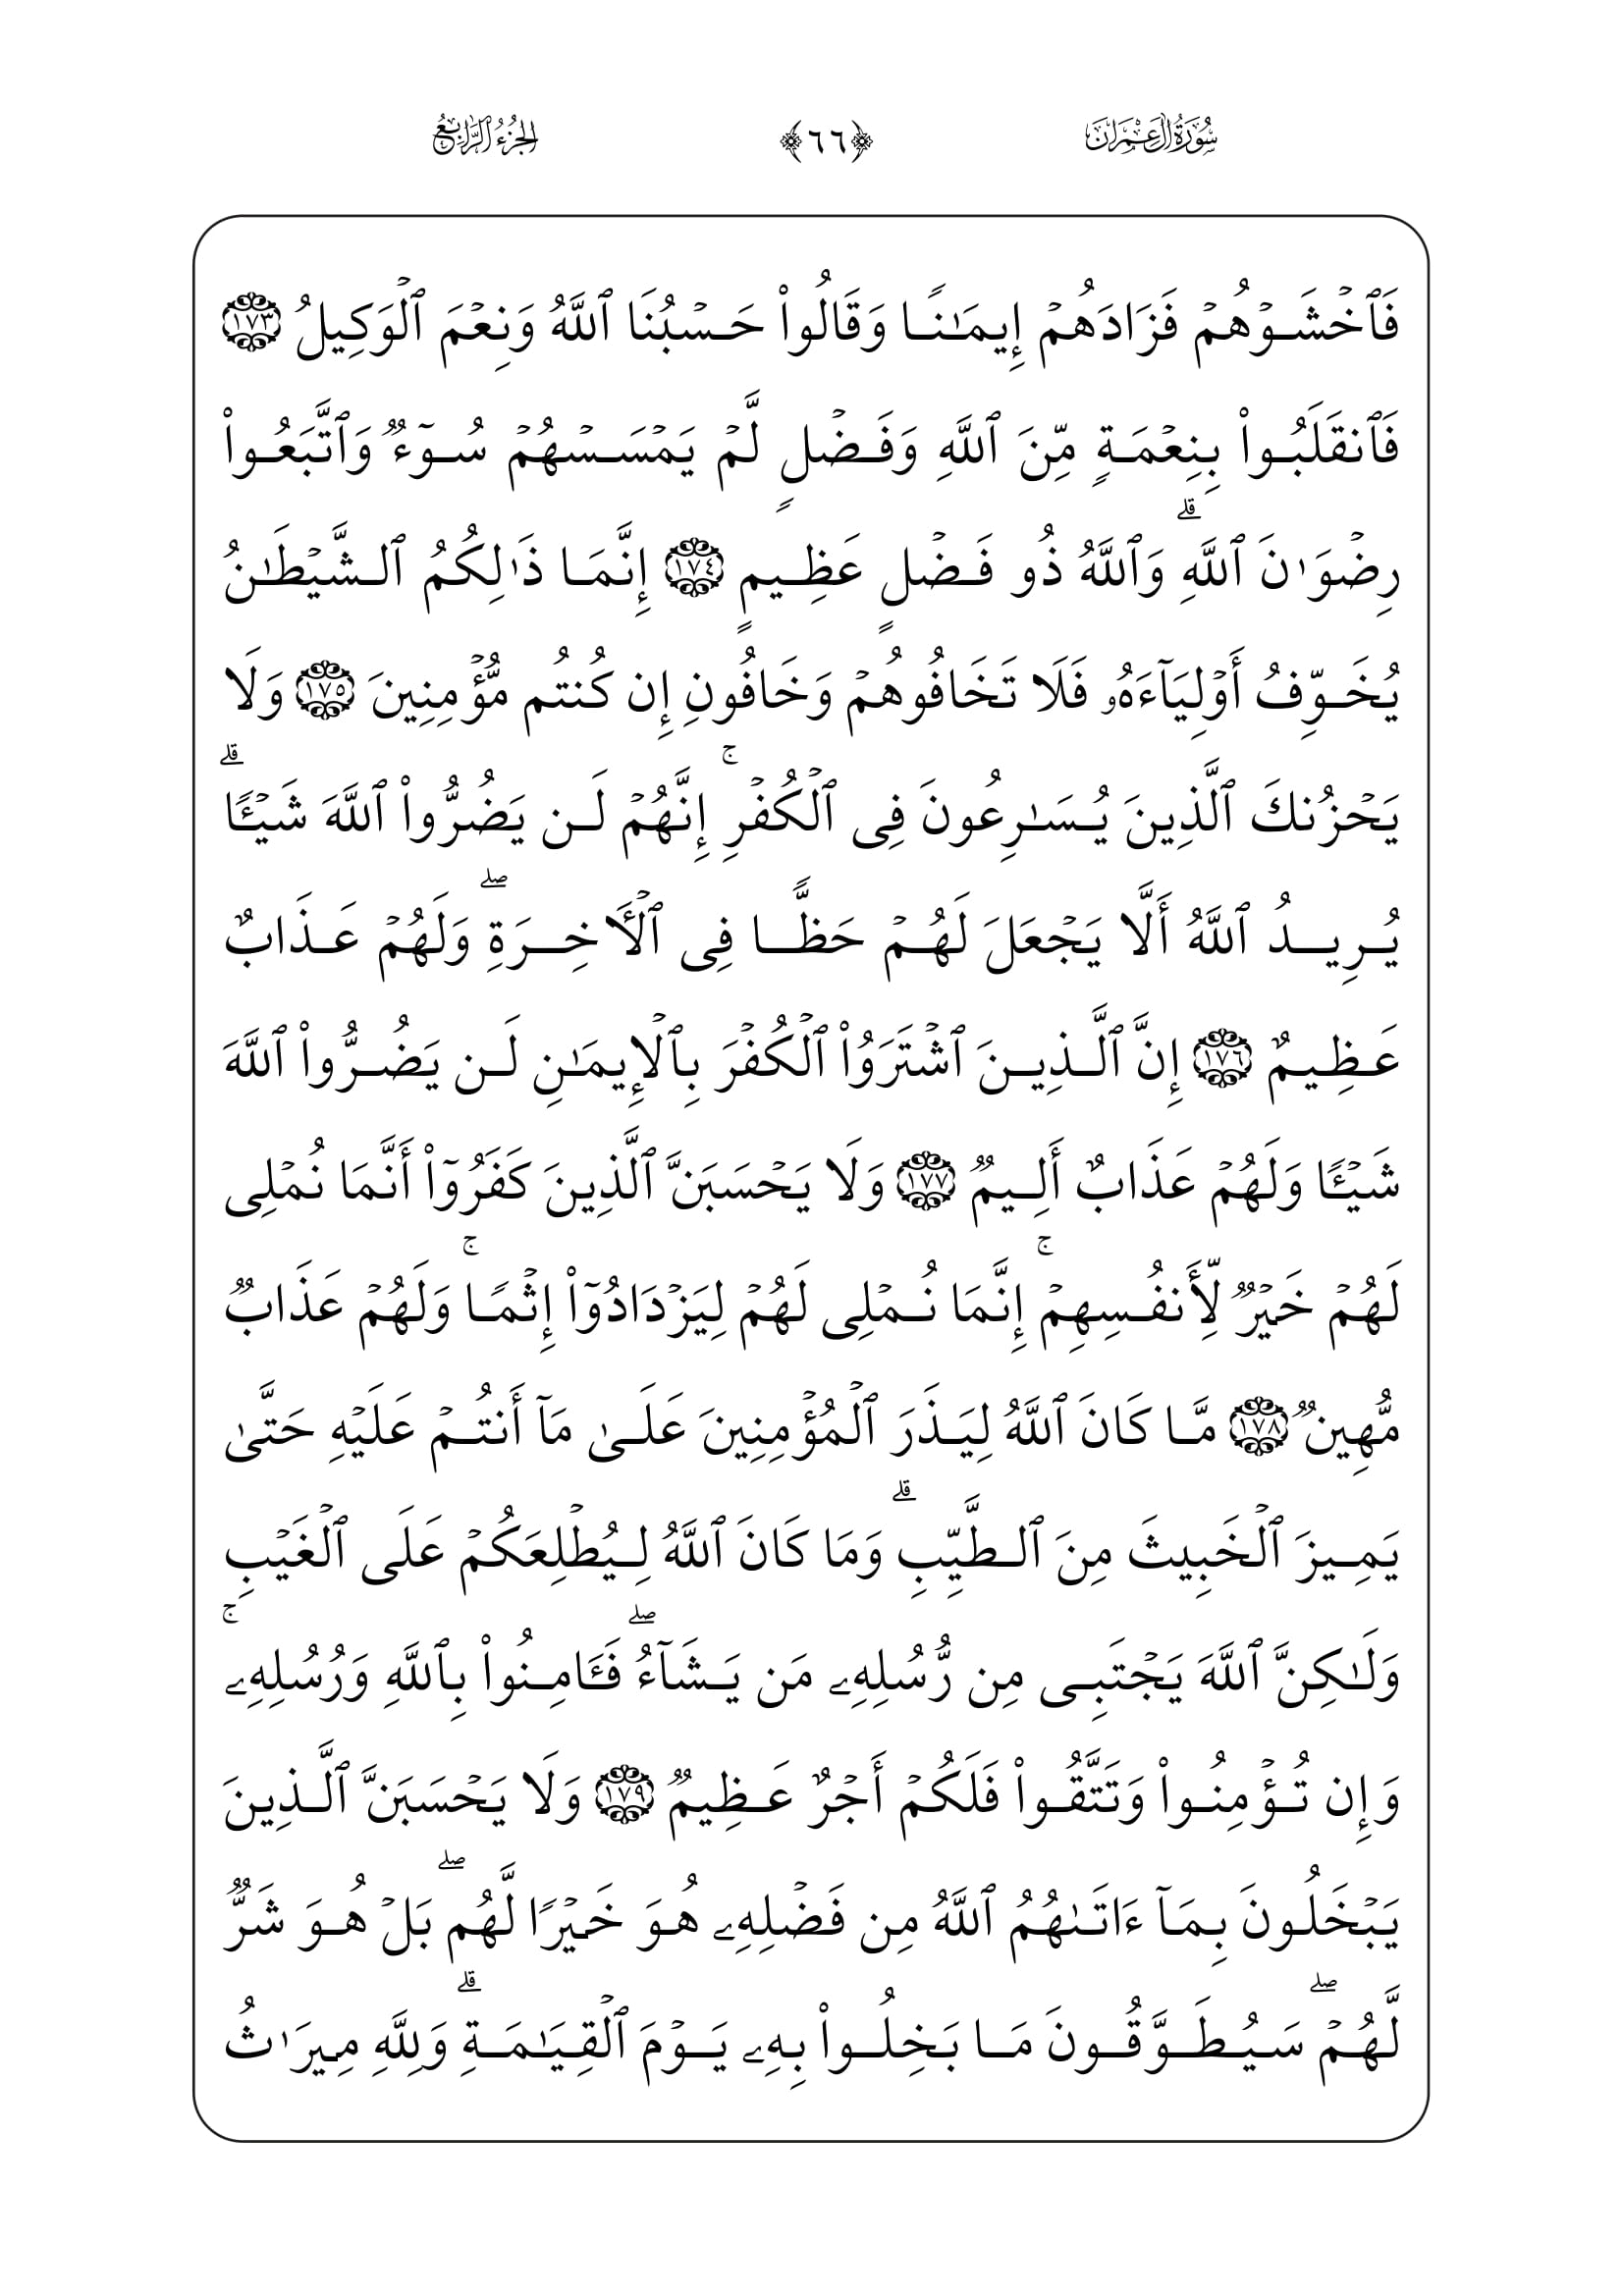 سُورَةُ آلِ عِمْرَانَ ﴿٦٦﴾ الجُزْءُ الرَّابِعُ
فَٱخۡشَوۡهُمۡ فَزَادَهُمۡ إِيمَٰنٗا وَقَالُواْ حَسۡبُنَا ٱللَّهُ وَنِعۡمَ ٱلۡوَكِيلُ ١٧٣
فَٱنقَلَبُواْ بِنِعۡمَةٖ مِّنَ ٱللَّهِ وَفَضۡلٖ لَّمۡ يَمۡسَسۡهُمۡ سُوٓءٞ وَٱتَّبَعُواْ
رِضۡوَٰنَ ٱللَّهِۗ وَٱللَّهُ ذُو فَضۡلٍ عَظِيمٍ ١٧٤ إِنَّمَا ذَٰلِكُمُ ٱلشَّيۡطَٰنُ
يُخَوِّفُ أَوۡلِيَآءَهُۥ فَلَا تَخَافُوهُمۡ وَخَافُونِ إِن كُنتُم مُّؤۡمِنِينَ ١٧٥ وَلَا
يَحۡزُنكَ ٱلَّذِينَ يُسَٰرِعُونَ فِي ٱلۡكُفۡرِۚ إِنَّهُمۡ لَن يَضُرُّواْ ٱللَّهَ شَيۡـٔٗاۗ
يُرِيدُ ٱللَّهُ أَلَّا يَجۡعَلَ لَهُمۡ حَظّٗا فِي ٱلۡأٓخِرَةِۖ وَلَهُمۡ عَذَابٌ
عَظِيمٌ ١٧٦ إِنَّ ٱلَّذِينَ ٱشۡتَرَوُاْ ٱلۡكُفۡرَ بِٱلۡإِيمَٰنِ لَن يَضُرُّواْ ٱللَّهَ
شَيۡـٔٗا وَلَهُمۡ عَذَابٌ أَلِيمٞ ١٧٧ وَلَا يَحۡسَبَنَّ ٱلَّذِينَ كَفَرُوٓاْ أَنَّمَا نُمۡلِي
لَهُمۡ خَيۡرٞ لِّأَنفُسِهِمۡۚ إِنَّمَا نُمۡلِي لَهُمۡ لِيَزۡدَادُوٓاْ إِثۡمٗاۚ وَلَهُمۡ عَذَابٞ
مُّهِينٞ ١٧٨ مَّا كَانَ ٱللَّهُ لِيَذَرَ ٱلۡمُؤۡمِنِينَ عَلَىٰ مَآ أَنتُمۡ عَلَيۡهِ حَتَّىٰ
يَمِيزَ ٱلۡخَبِيثَ مِنَ ٱلطَّيِّبِۗ وَمَا كَانَ ٱللَّهُ لِيُطۡلِعَكُمۡ عَلَى ٱلۡغَيۡبِ
وَلَٰكِنَّ ٱللَّهَ يَجۡتَبِي مِن رُّسُلِهِۦ مَن يَشَآءُۖ فَـَٔامِنُواْ بِٱللَّهِ وَرُسُلِهِۦۚ
وَإِن تُؤۡمِنُواْ وَتَتَّقُواْ فَلَكُمۡ أَجۡرٌ عَظِيمٞ ١٧٩ وَلَا يَحۡسَبَنَّ ٱلَّذِينَ
يَبۡخَلُونَ بِمَآ ءَاتَىٰهُمُ ٱللَّهُ مِن فَضۡلِهِۦ هُوَ خَيۡرٗا لَّهُمۖ بَلۡ هُوَ شَرّٞ
لَّهُمۡۖ سَيُطَوَّقُونَ مَا بَخِلُواْ بِهِۦ يَوۡمَ ٱلۡقِيَٰمَةِۗ وَلِلَّهِ مِيرَٰثُ